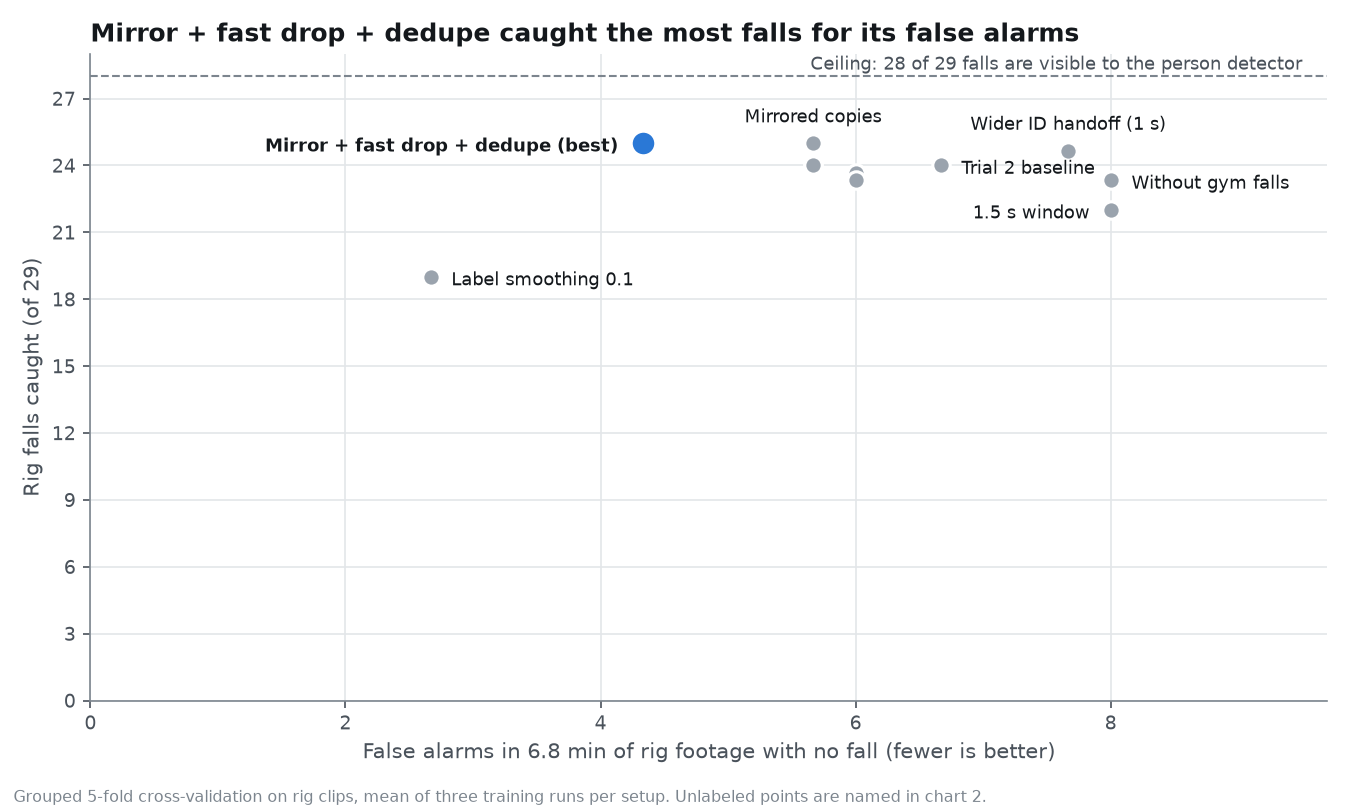 Mirror + fast drop + dedupe caught the most falls for its false alarms
Ceiling: 28 of 29 falls are visible to the person detector
Mirrored copies
Wider ID handoff (1 s)
Mirror + fast drop + dedupe (best)
Trial 2 baseline
Without gym falls
1.5 s window
Label smoothing 0.1
Rig falls caught (of 29)
27
24
21
18
15
12
9
6
3
0
0 2 4 6 8
False alarms in 6.8 min of rig footage with no fall (fewer is better)
Grouped 5-fold cross-validation on rig clips, mean of three training runs per setup. Unlabeled points are named in chart 2.